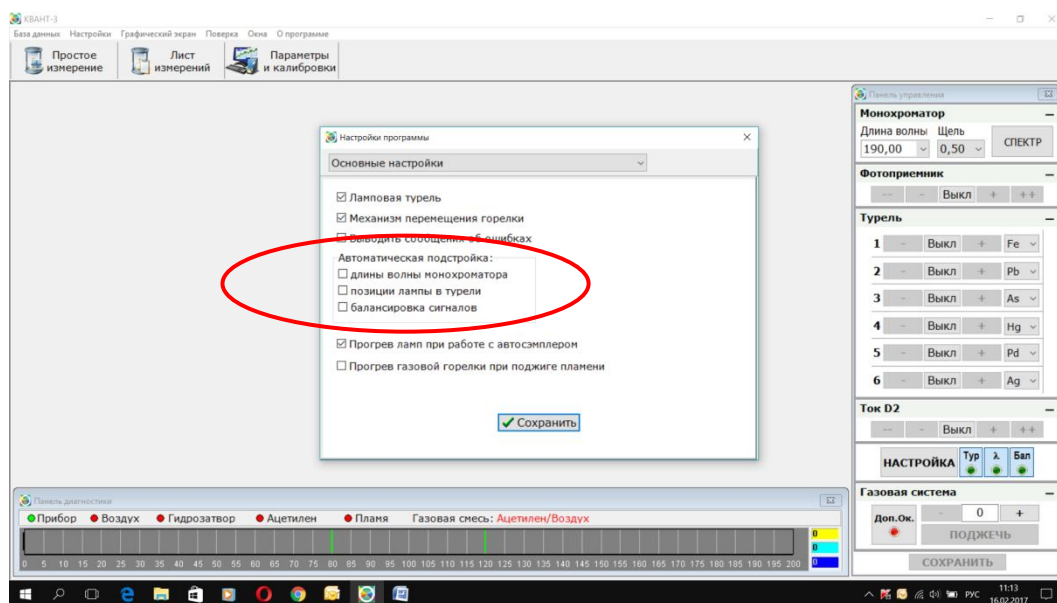 КВАНТ-3
База данных Настройки Графический экран Поверка Окна О программе
Простое измерение
Лист измерений
Параметры и калибровки
Настройки программы
Основные настройки
Ламповая турель
Механизм перемещения горелки
Выводить сообщения об ошибках
Автоматическая подстройка:
длины волны монохроматора
позиции лампы в турели
балансировка сигналов
Прогрев ламп при работе с автосэмплером
Прогрев газовой горелки при поджиге пламени
Сохранить
Панель управления
Монохроматор −
Длина волны Щель
190,00 0,50 СПЕКТР
Фотоприемник −
-- - Выкл + ++
Турель −
1 - Выкл + Fe
2 - Выкл + Pb
3 - Выкл + As
4 - Выкл + Hg
5 - Выкл + Pd
6 - Выкл + Ag
Ток D2 −
-- - Выкл + ++
НАСТРОЙКА Тур λ Бал
Газовая система −
Доп.Ок. - 0 +
ПОДЖЕЧЬ
СОХРАНИТЬ
Панель диагностики
Прибор Воздух Гидрозатвор Ацетилен Пламя Газовая смесь: Ацетилен/Воздух
0
0
0 5 10 15 20 25 30 35 40 45 50 55 60 65 70 75 80 85 90 95 100 105 110 115 120 125 130 135 140 145 150 155 160 165 170 175 180 185 190 195 200 0
РУС 11:13
16.02.2017